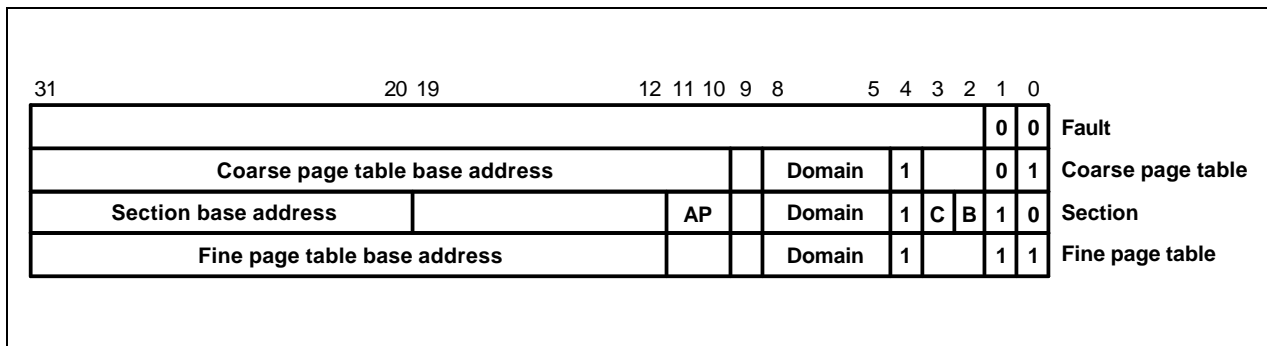 31 20 19 12 11 10 9 8 5 4 3 2 1 0
0 0 Fault
Coarse page table base address Domain 1 0 1 Coarse page table
Section base address AP Domain 1 C B 1 0 Section
Fine page table base address Domain 1 1 1 Fine page table